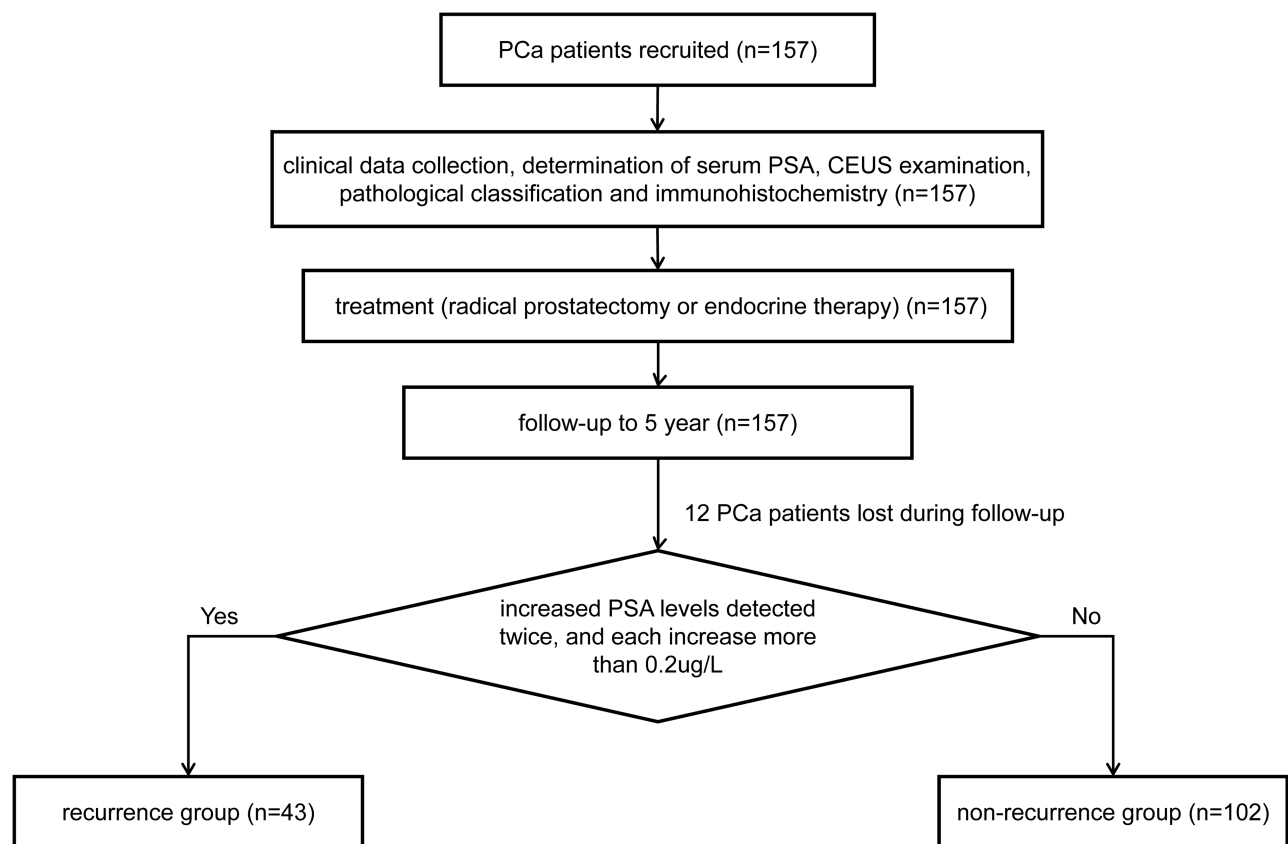 PCa patients recruited (n=157)
clinical data collection, determination of serum PSA, CEUS examination,
pathological classification and immunohistochemistry (n=157)
treatment (radical prostatectomy or endocrine therapy) (n=157)
follow-up to 5 year (n=157)
12 PCa patients lost during follow-up
Yes
increased PSA levels detected
twice, and each increase more
than 0.2ug/L
No
recurrence group (n=43)
non-recurrence group (n=102)